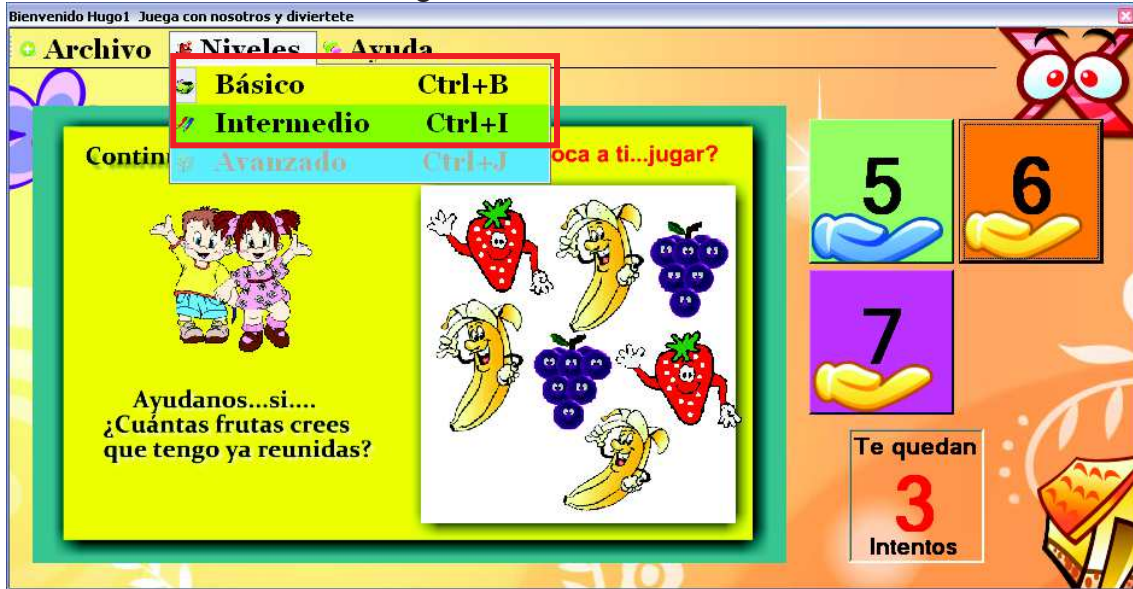 Bienvenido Hugo1 Juega con nosotros y diviertete
Archivo Niveles Ayuda
Básico Ctrl+B
Intermedio Ctrl+I
Avanzado Ctrl+J
oca a ti...jugar?
Ayudanos...si....
¿Cuántas frutas crees
que tengo ya reunidas?
5 6
7
Te quedan
3
Intentos